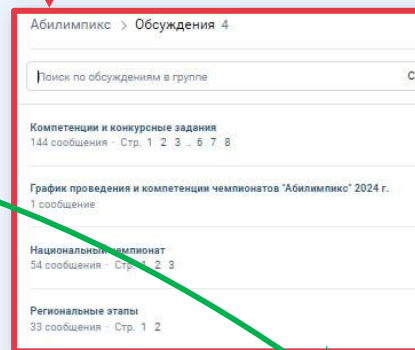 Абилимпикс > Обсуждения 4
Поиск по обсуждениям в группе С
Компетенции и конкурсные задания
144 сообщения - Стр. 1 2 3 .. 6 7 8
График проведения и компетенции чемпионатов "Абилимпикс" 2024 г.
1 сообщение
Национальный чемпионат
54 сообщения - Стр. 1 2 3
Региональные этапы
33 сообщения - Стр. 1 2